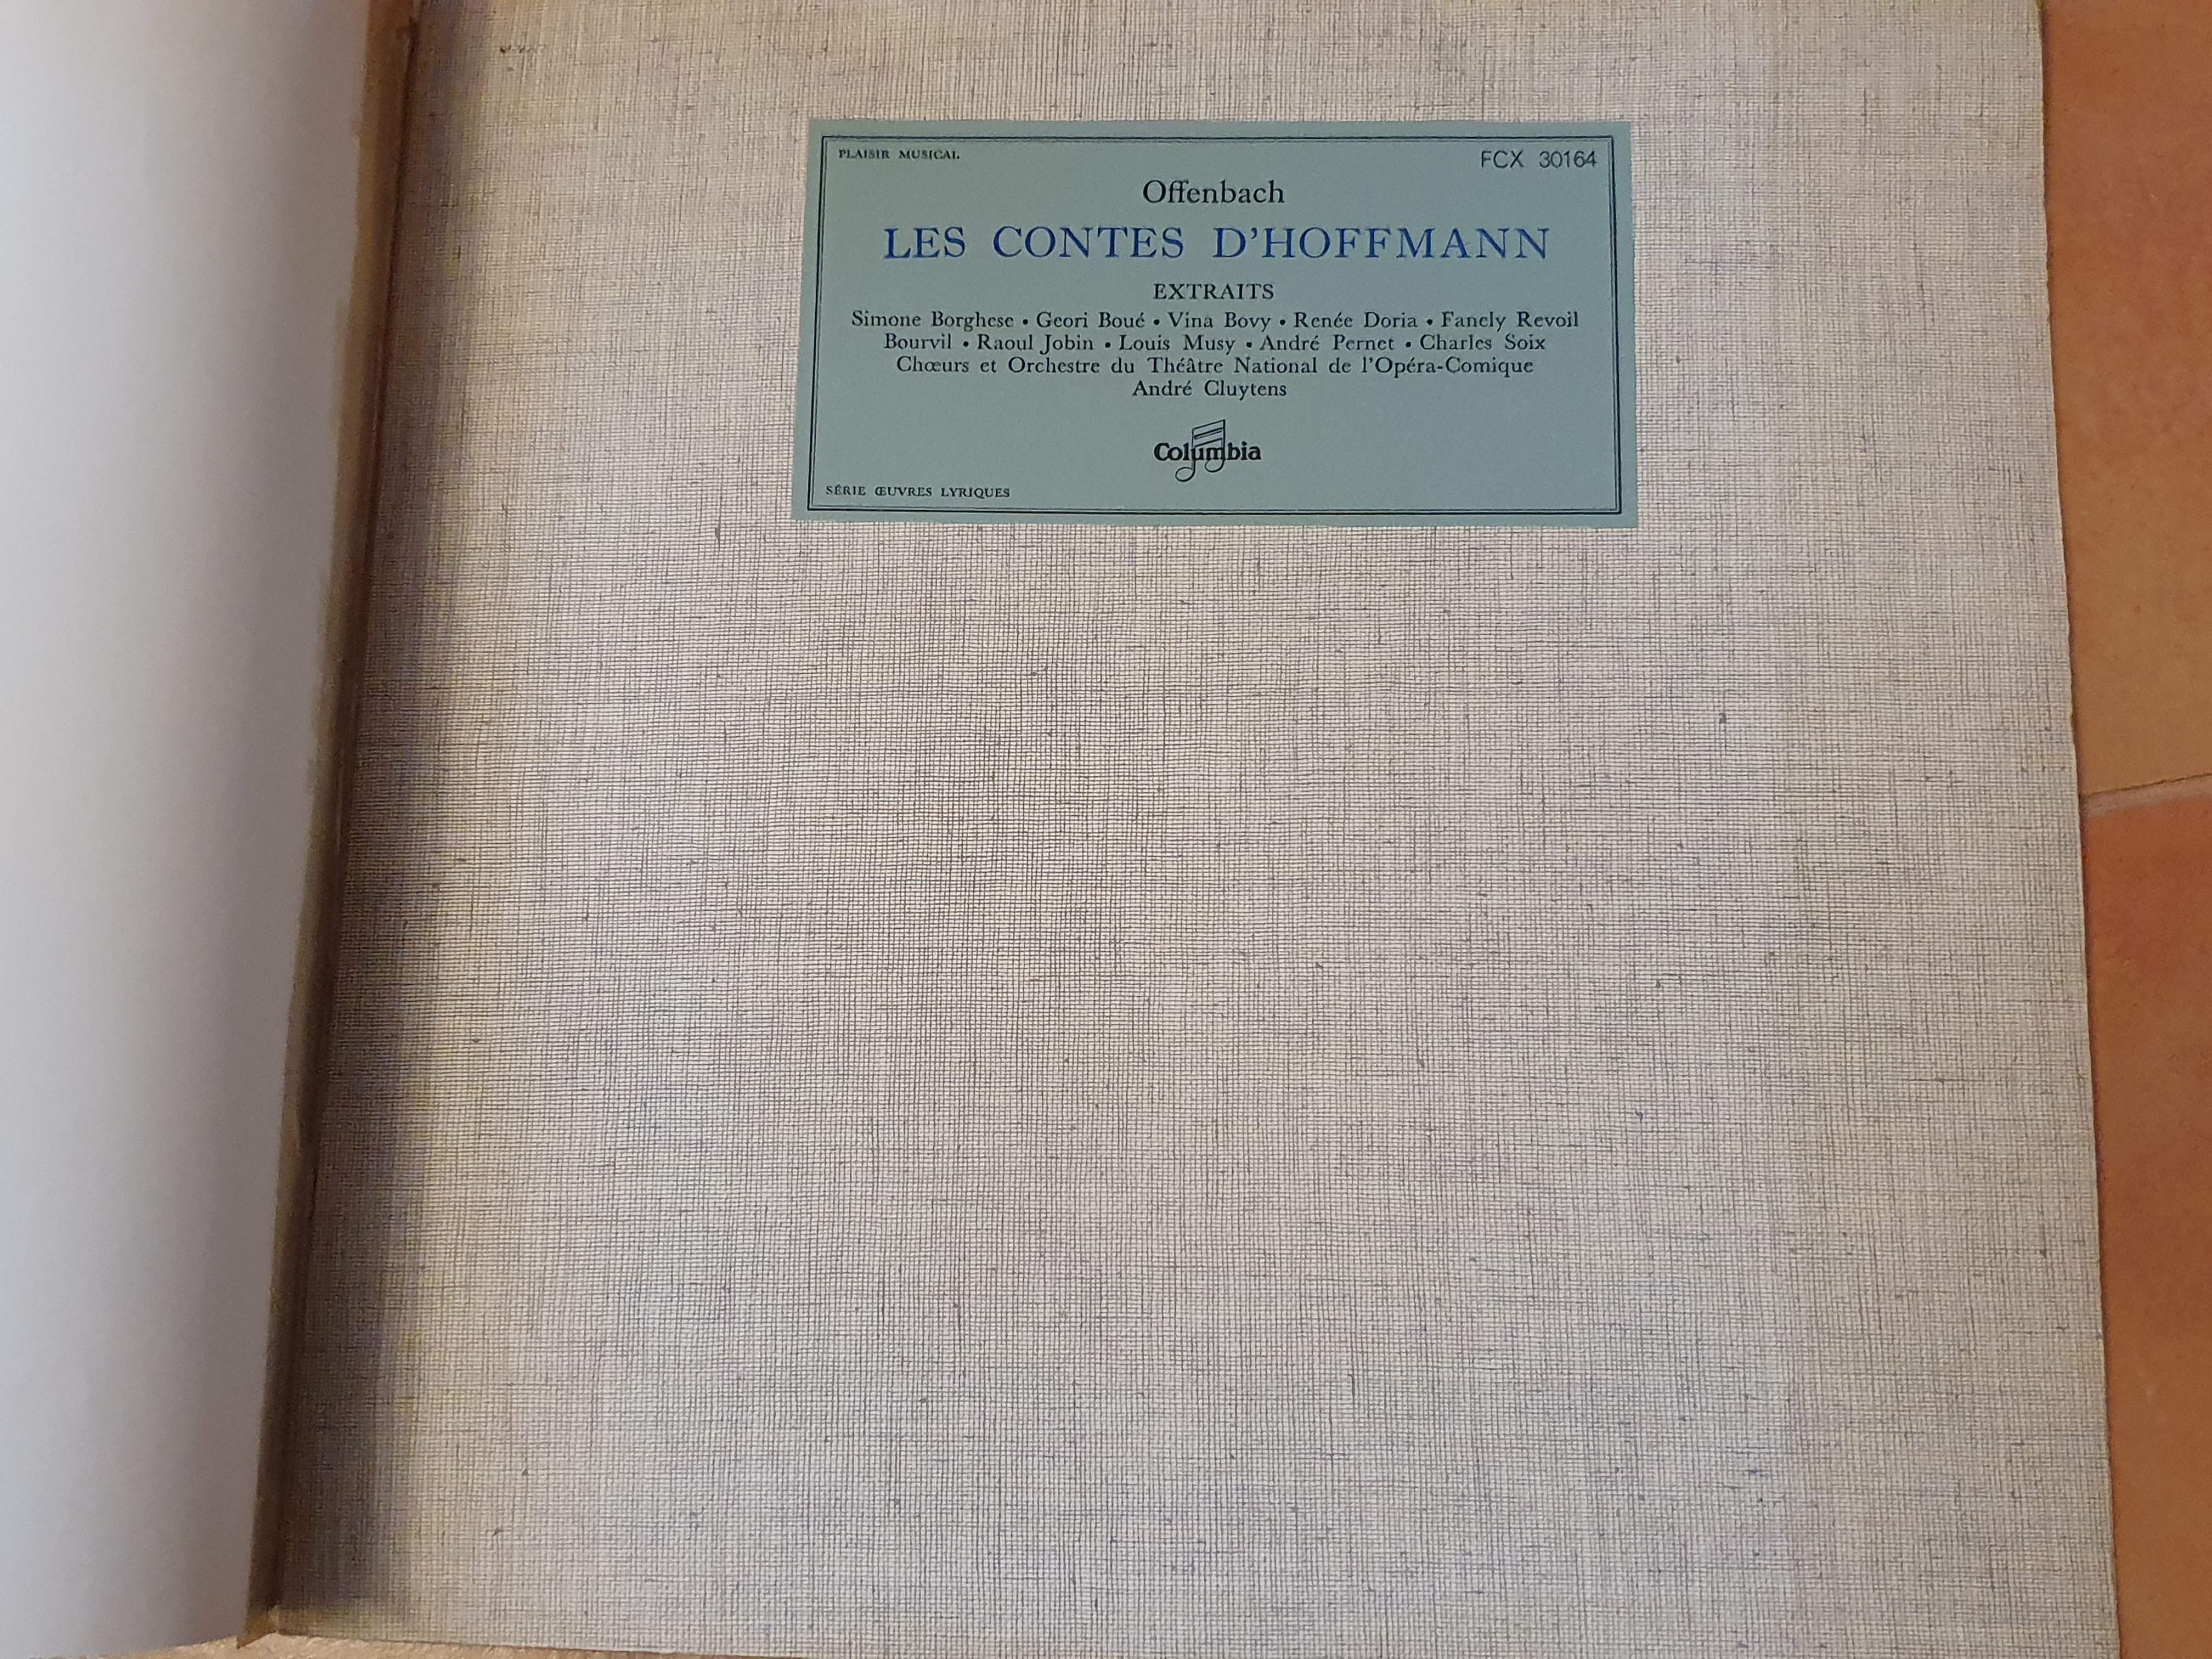 PLAISIR MUSICAL
FCX 30164
Offenbach
LES CONTES D'HOFFMANN
EXTRAITS
Simone Borghese • Geori Boué • Vina Bovy • Renée Doria • Fanely Revoil
Bourvil • Raoul Jobin • Louis Musy • André Pernet • Charles Soix
Chœurs et Orchestre du Théâtre National de l'Opéra-Comique
André Cluytens
Columbia
SÉRIE ŒUVRES LYRIQUES